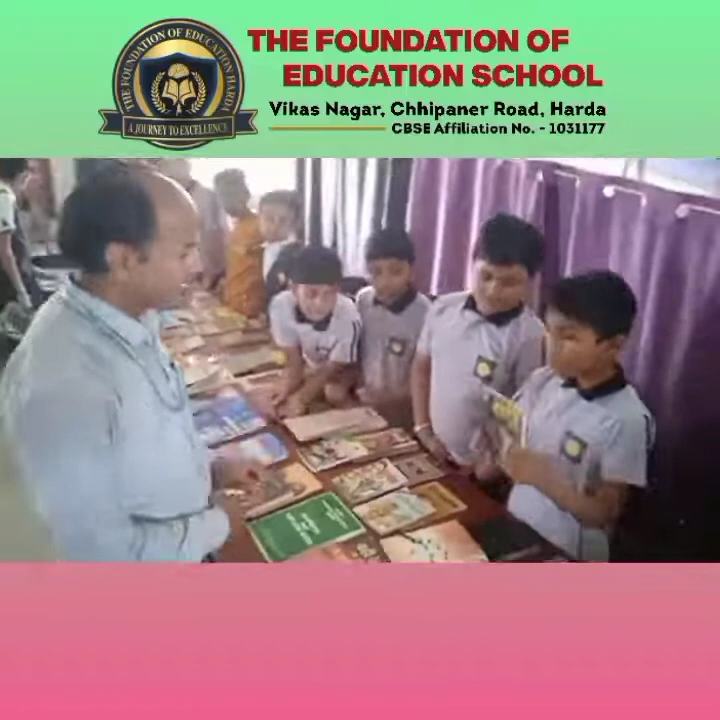 THE FOUNDATION OF EDUCATION HARDA
A JOURNEY TO EXCELLENCE
THE FOUNDATION OF
EDUCATION SCHOOL
Vikas Nagar, Chhipaner Road, Harda
CBSE Affiliation No. - 1031177